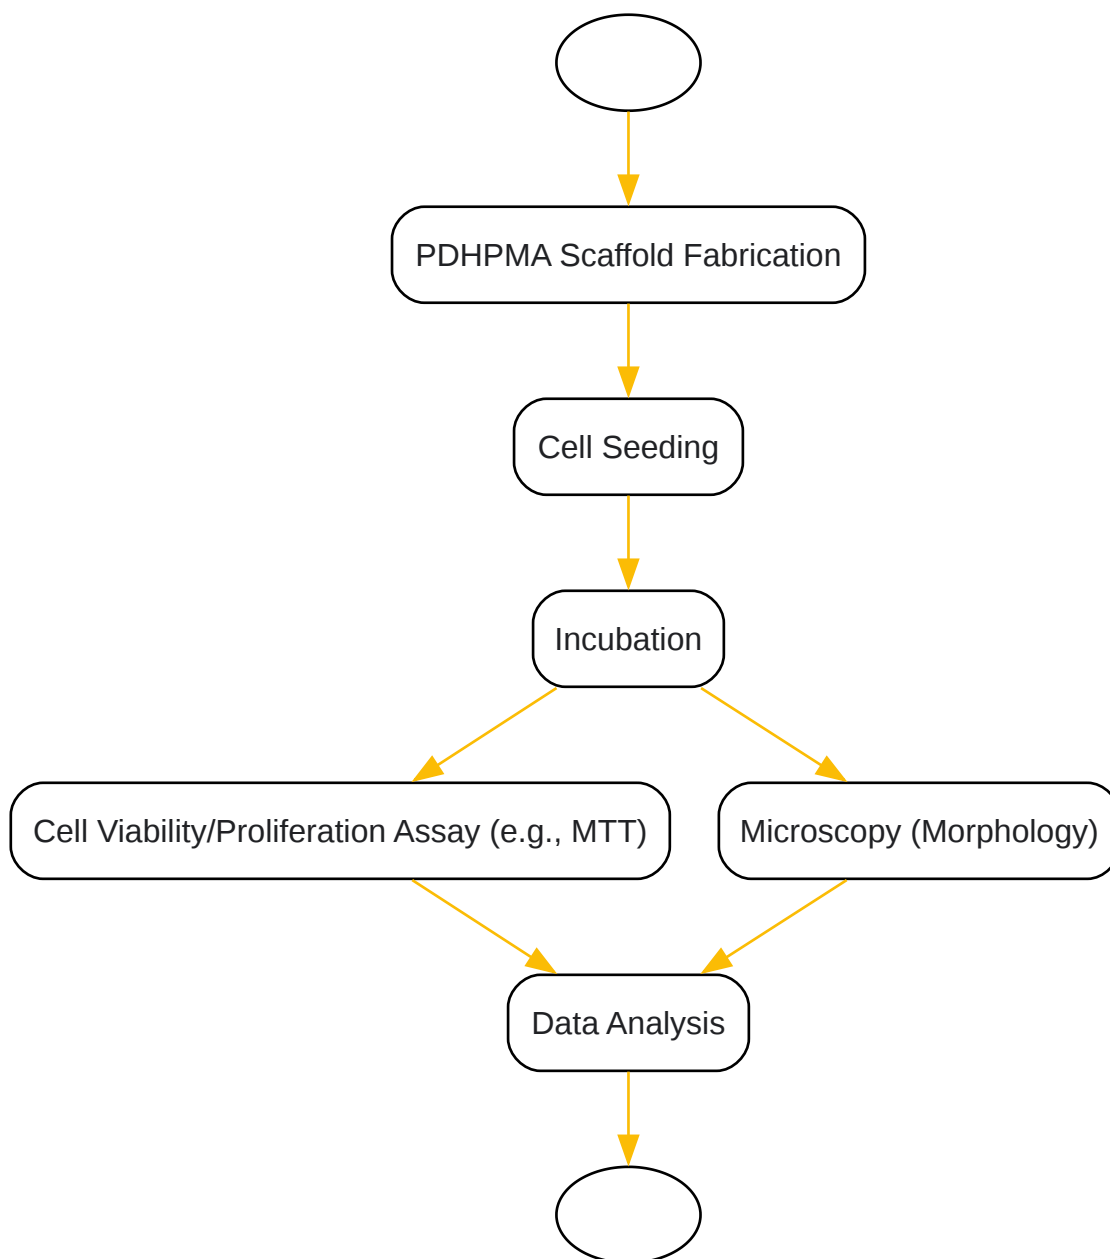 PDHPMA Scaffold Fabrication
Cell Seeding
Incubation
Cell Viability/Proliferation Assay (e.g., MTT)
Microscopy (Morphology)
Data Analysis